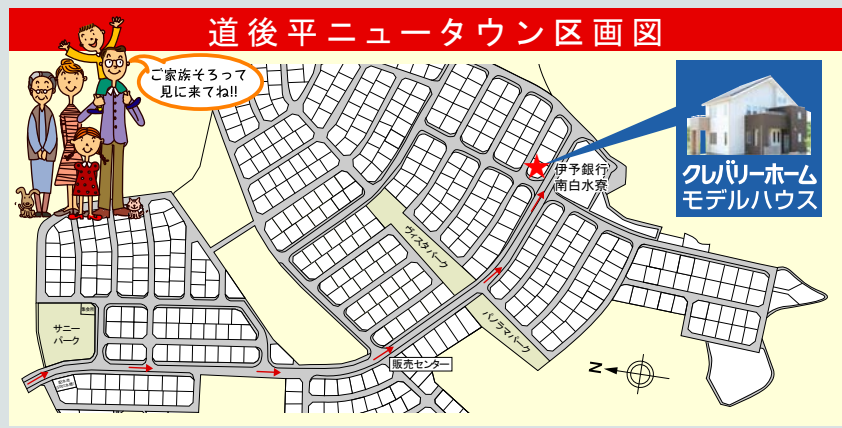 道後平ニュータウン区画図
ご家族そろって
見に来てね!!
クレバリーホーム
モデルハウス
伊予銀行
南白水寮
ヴィスタパーク
パノラマパーク
集会所
サニー
パーク
販売センター
N